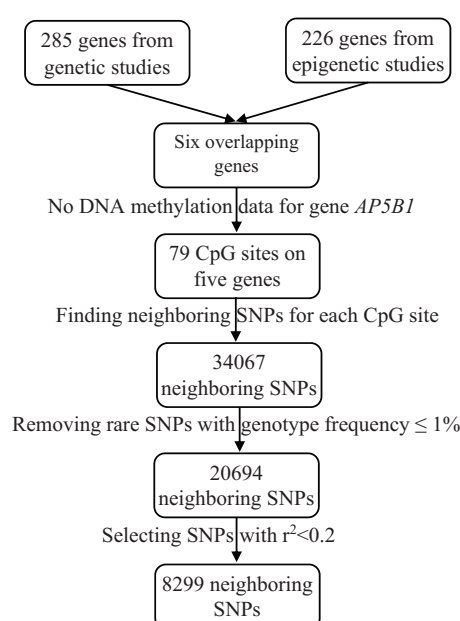 285 genes from
genetic studies
226 genes from
epigenetic studies
Six overlapping
genes
No DNA methylation data for gene AP5B1
79 CpG sites on
five genes
Finding neighboring SNPs for each CpG site
34067
neighboring SNPs
Removing rare SNPs with genotype frequency ≤ 1%
20694
neighboring SNPs
Selecting SNPs with r²<0.2
8299 neighboring
SNPs